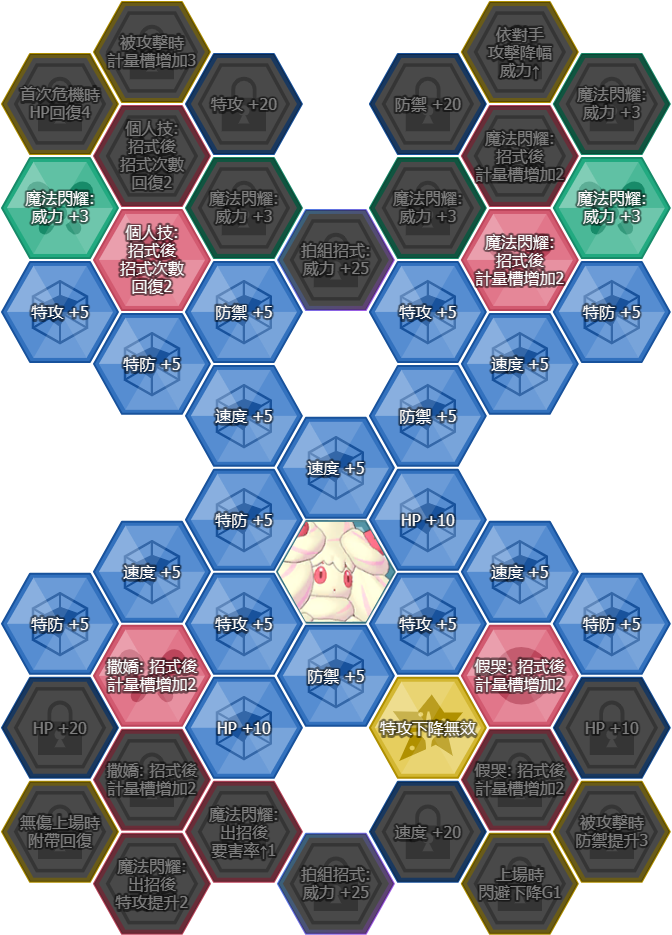 被攻擊時
計量槽增加3
依對手
攻擊降幅
威力↑
首次危機時
HP回復4
特攻 +20
防禦 +20
魔法閃耀:
威力 +3
個人技:
招式後
招式次數
回復2
魔法閃耀:
招式後
計量槽增加2
魔法閃耀:
威力 +3
魔法閃耀:
威力 +3
魔法閃耀:
威力 +3
魔法閃耀:
威力 +3
個人技:
招式後
招式次數
回復2
拍組招式:
威力 +25
魔法閃耀:
招式後
計量槽增加2
特攻 +5
防禦 +5
特攻 +5
特防 +5
特防 +5
速度 +5
速度 +5
防禦 +5
速度 +5
特防 +5
HP +10
速度 +5
速度 +5
特防 +5
特攻 +5
特攻 +5
特防 +5
撒嬌: 招式後
計量槽增加2
防禦 +5
假哭: 招式後
計量槽增加2
HP +20
HP +10
特攻下降無效
HP +10
撒嬌: 招式後
計量槽增加2
假哭: 招式後
計量槽增加2
無傷上場時
附帶回復
魔法閃耀:
出招後
要害率↑1
速度 +20
被攻擊時
防禦提升3
魔法閃耀:
出招後
特攻提升2
拍組招式:
威力 +25
上場時
閃避下降G1